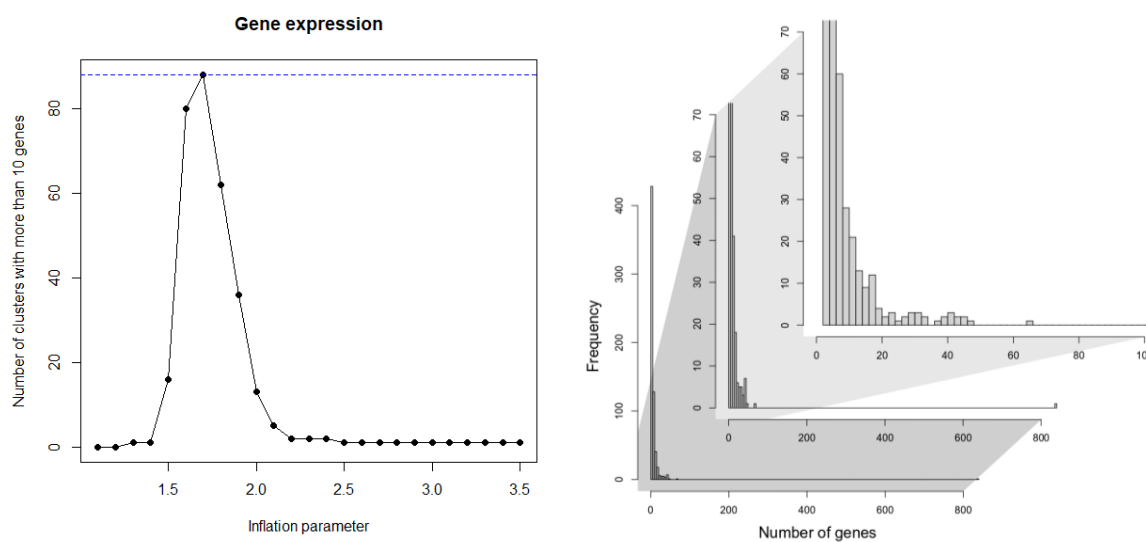 Gene expression
Number of clusters with more than 10 genes
0
20
40
60
80
1.5 2.0 2.5 3.0 3.5
Inflation parameter
Frequency
0
100
200
300
400
0 200 400 600 800
Number of genes
0
10
20
30
40
50
60
70
0 200 400 600 800
0
10
20
30
40
50
60
70
0 20 40 60 80 10